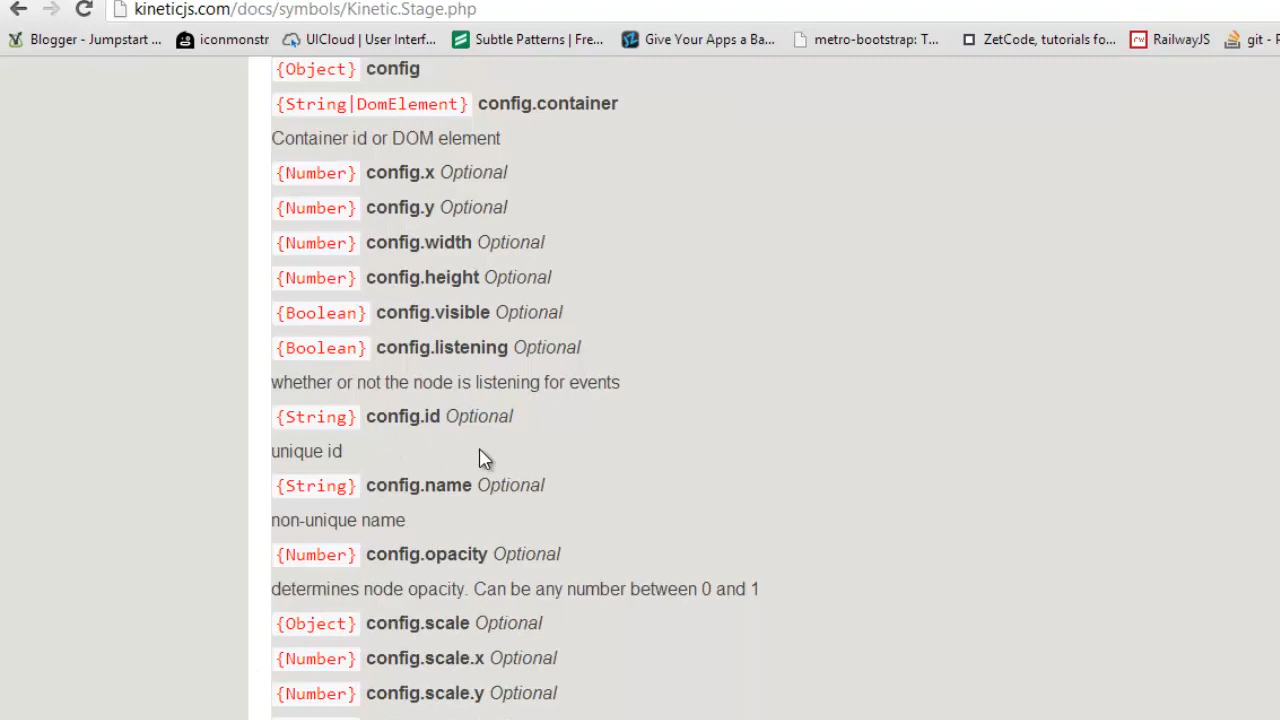 kineticjs.com/docs/symbols/Kinetic.Stage.php
Blogger - Jumpstart ... iconmonstr UICloud | User Interf... Subtle Patterns | Fre... Give Your Apps a Ba... metro-bootstrap: T... ZetCode, tutorials fo... RailwayJS git - F
{Object} config
{String|DomElement} config.container
Container id or DOM element
{Number} config.x Optional
{Number} config.y Optional
{Number} config.width Optional
{Number} config.height Optional
{Boolean} config.visible Optional
{Boolean} config.listening Optional
whether or not the node is listening for events
{String} config.id Optional
unique id
{String} config.name Optional
non-unique name
{Number} config.opacity Optional
determines node opacity. Can be any number between 0 and 1
{Object} config.scale Optional
{Number} config.scale.x Optional
{Number} config.scale.y Optional